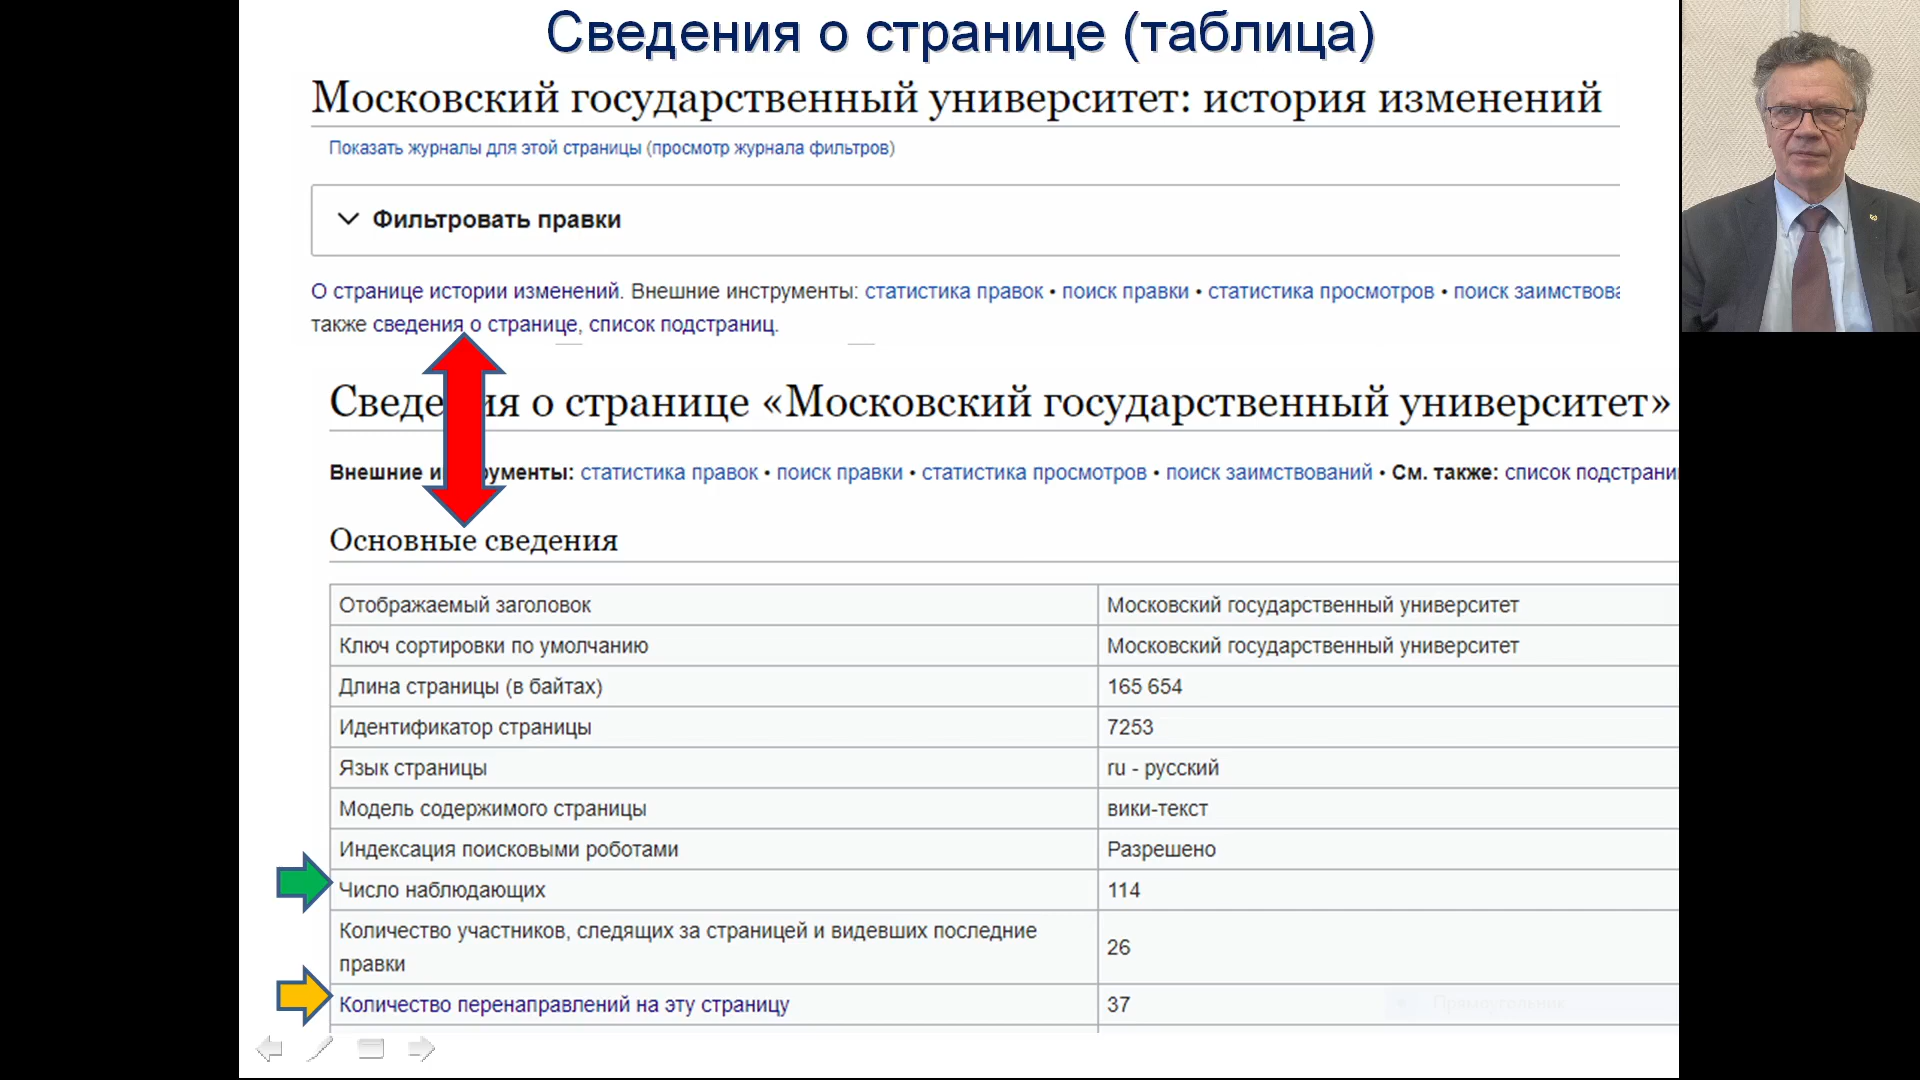 Сведения о странице (таблица)
Московский государственный университет: история изменений
Показать журналы для этой страницы (просмотр журнала фильтров)
Фильтровать правки
О странице истории изменений. Внешние инструменты: статистика правок • поиск правки • статистика просмотров • поиск заимствова
также сведения о странице, список подстраниц.
Сведе ия о странице «Московский государственный университет»
Внешние и рументы: статистика правок • поиск правки • статистика просмотров • поиск заимствований • См. также: список подстрани
Основные сведения
Отображаемый заголовок Московский государственный университет
Ключ сортировки по умолчанию Московский государственный университет
Длина страницы (в байтах) 165 654
Идентификатор страницы 7253
Язык страницы ru - русский
Модель содержимого страницы вики-текст
Индексация поисковыми роботами Разрешено
Число наблюдающих 114
Количество участников, следящих за страницей и видевших последние
правки 26
Количество перенаправлений на эту страницу 37
Прямоугольник